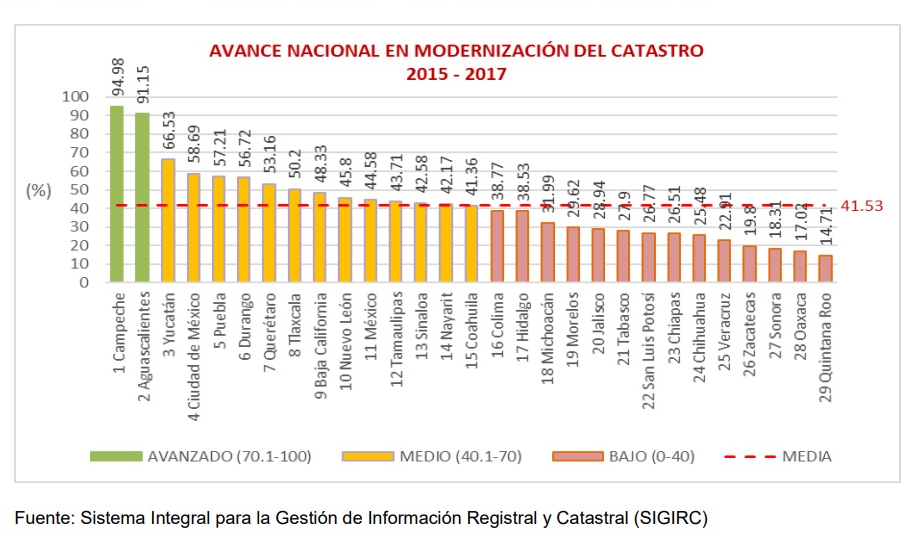 AVANCE NACIONAL EN MODERNIZACIÓN DEL CATASTRO
2015 - 2017
94.98
91.15
66.53
58.69
57.21
56.72
53.16
50.2
48.33
45.8
44.58
43.71
42.58
42.17
41.36
38.77
38.53
31.99
29.62
28.94
27.9
26.77
26.51
25.48
22.91
19.8
18.31
17.02
14.71
100
90
80
70
60
50
40
30
20
10
0
(%)
41.53
1 Campeche
2 Aguascalientes
3 Yucatán
4 Ciudad de México
5 Puebla
6 Durango
7 Querétaro
8 Tlaxcala
9 Baja California
10 Nuevo León
11 México
12 Tamaulipas
13 Sinaloa
14 Nayarit
15 Coahuila
16 Colima
17 Hidalgo
18 Michoacán
19 Morelos
20 Jalisco
21 Tabasco
22 San Luis Potosí
23 Chiapas
24 Chihuahua
25 Veracruz
26 Zacatecas
27 Sonora
28 Oaxaca
29 Quintana Roo
AVANZADO (70.1-100)
MEDIO (40.1-70)
BAJO (0-40)
MEDIA
Fuente: Sistema Integral para la Gestión de Información Registral y Catastral (SIGIRC)